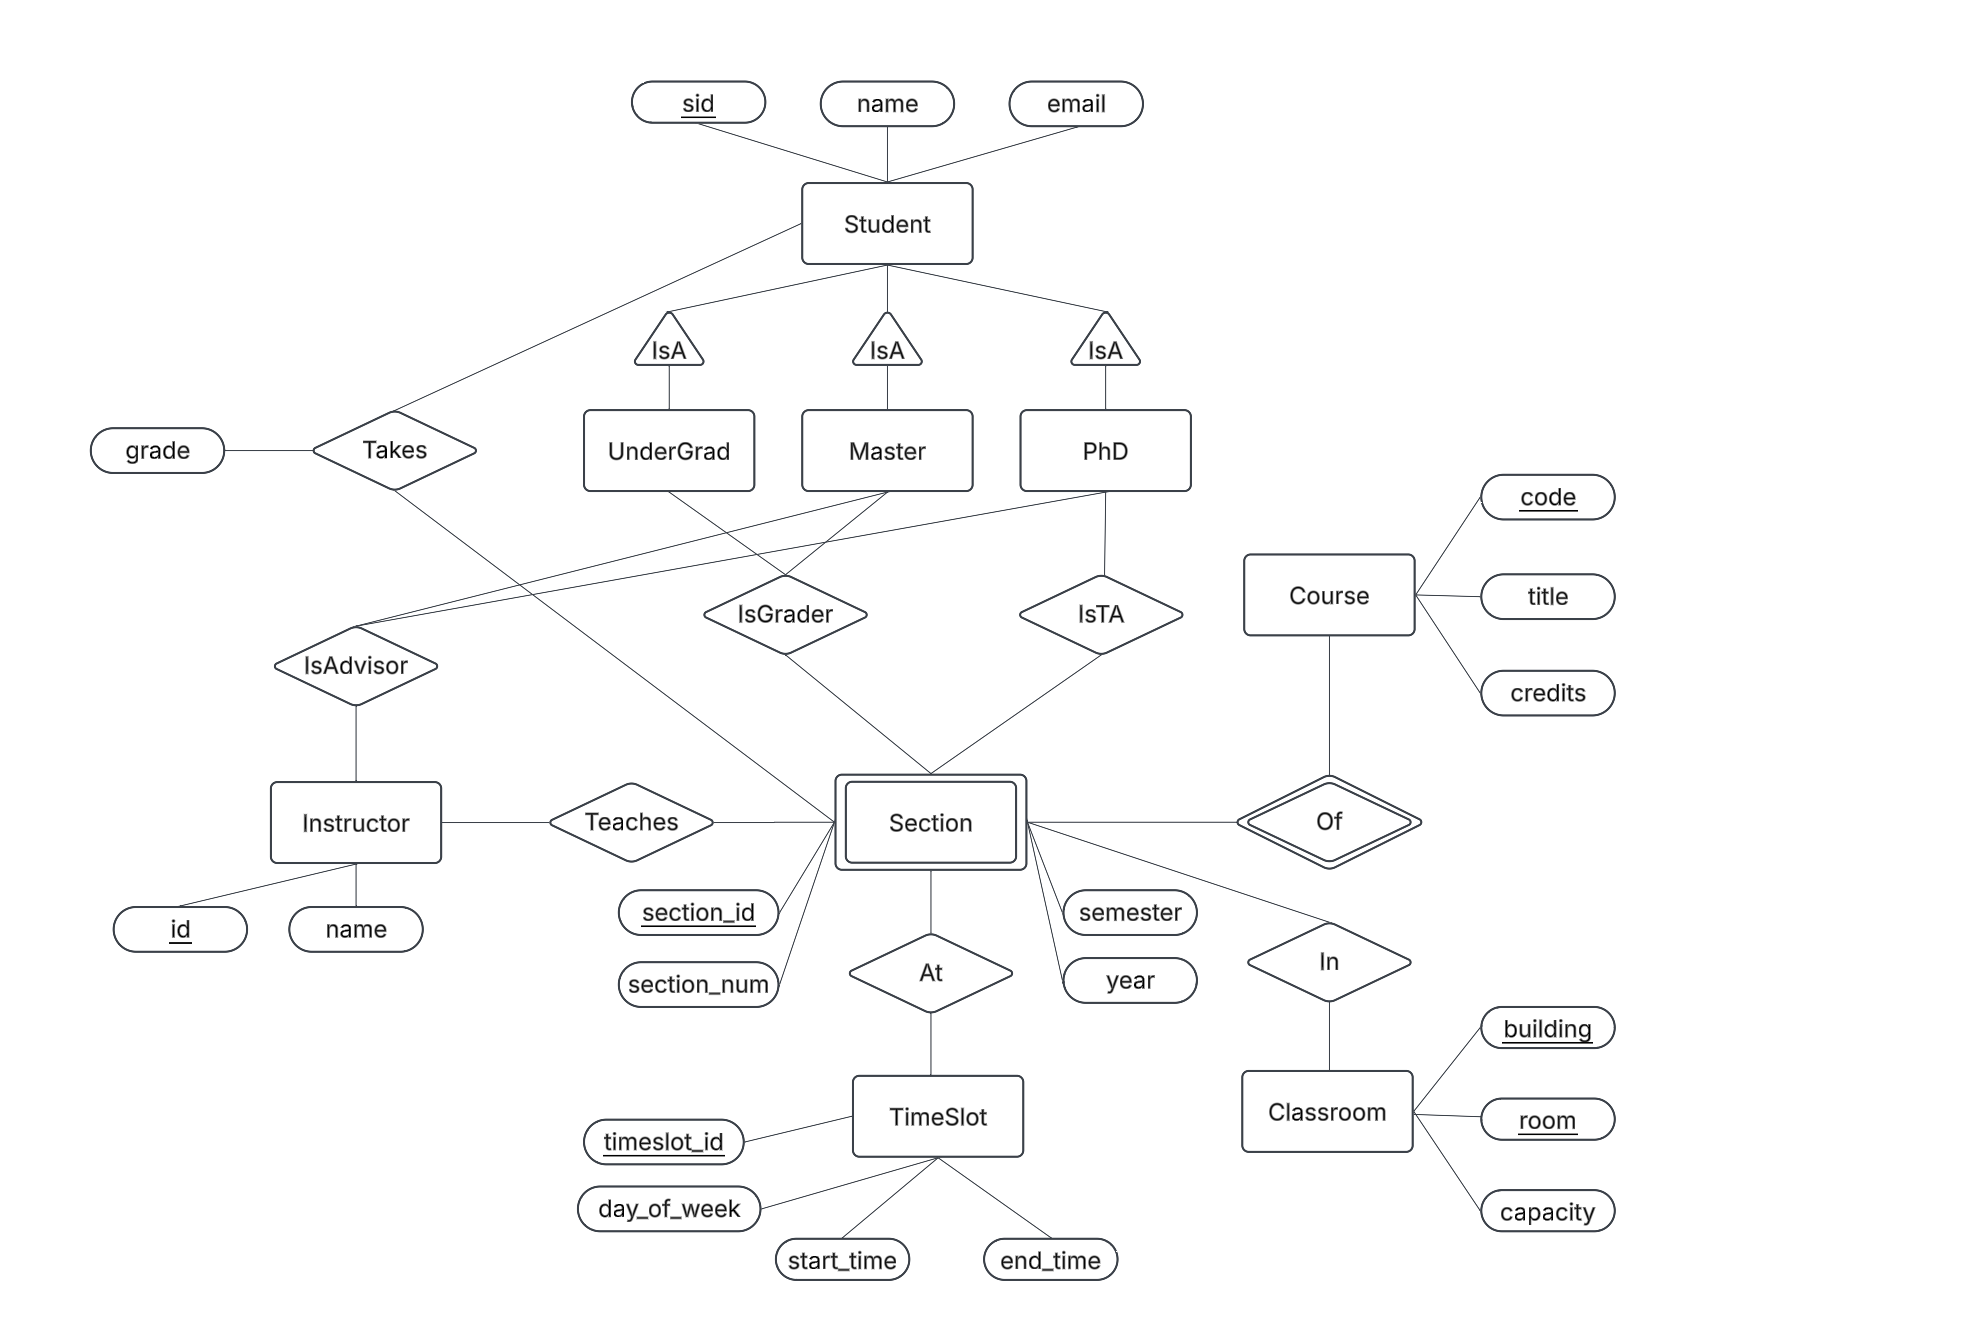 sid
name
email
Student
IsA
IsA
IsA
grade
Takes
UnderGrad
Master
PhD
code
Course
title
credits
IsGrader
IsTA
IsAdvisor
Instructor
Teaches
Section
Of
id
name
section_id
semester
section_num
At
year
In
building
TimeSlot
Classroom
room
timeslot_id
day_of_week
capacity
start_time
end_time